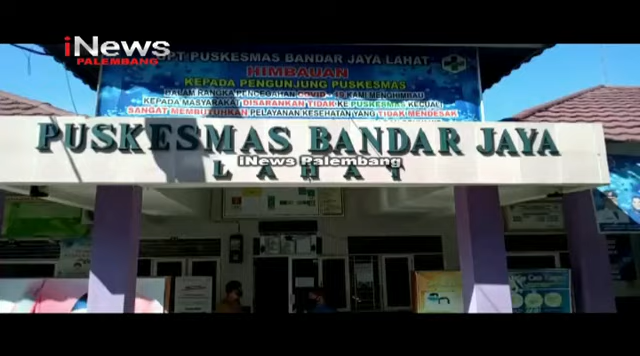 iNews
PALEMBANG
UPT PUSKESMAS BANDAR JAYA LAHAT
HIMBAUAN
KEPADA PENGUNJUNG PUSKESMAS
DALAM RANGKA PENCEGAHAN COVID - 19 KAMI MENGHIMBAU
KEPADA MASYARAKAT DISARANKAN TIDAK KE PUSKESMAS KECUALI
SANGAT MEMBUTUHKAN PELAYANAN KESEHATAN YANG TIDAK MENDESAK
PUSKESMAS BANDAR JAYA
iNews Palembang
LAHAT